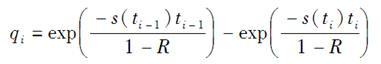 q_i = exp( −s(t_{i−1})t_{i−1} / 1 − R ) − exp( −s(t_i)t_i / 1 − R )